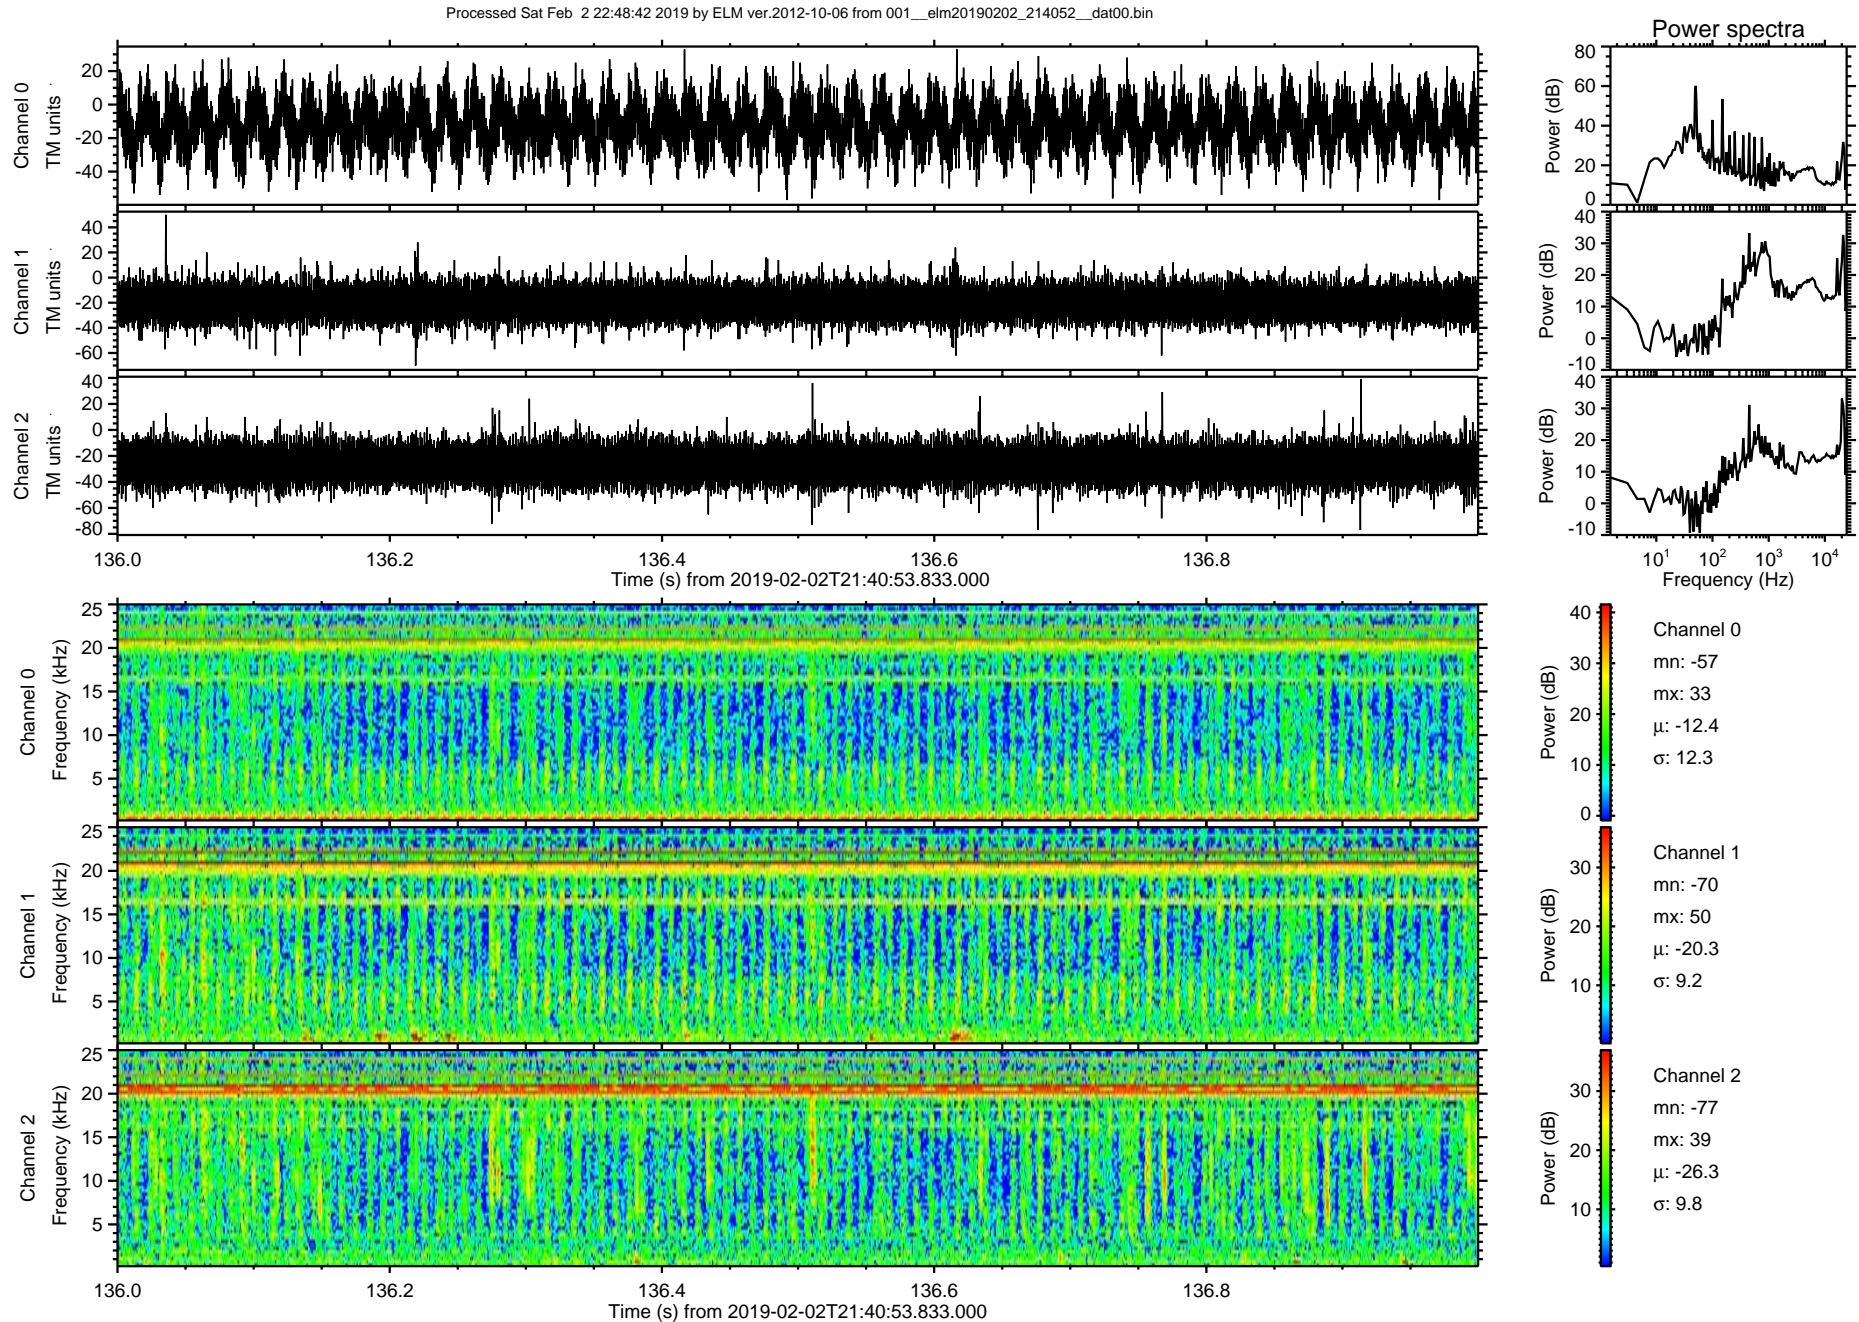 Processed Sat Feb  2 22:48:42 2019 by ELM ver.2012-10-06 from 001__elm20190202_214052__dat00.bin
Power spectra
Channel 0
TM units
20
0
-20
-40
Power (dB)
80
60
40
20
0
Channel 1
TM units
40
20
0
-20
-40
-60
Power (dB)
40
30
20
10
0
-10
Channel 2
TM units
40
20
0
-20
-40
-60
-80
Power (dB)
40
30
20
10
0
-10
136.0 136.2 136.4 136.6 136.8
Time (s) from 2019-02-02T21:40:53.833.000
10^1 10^2 10^3 10^4
Frequency (Hz)
Channel 0
Frequency (kHz)
25
20
15
10
5
Power (dB)
40
30
20
10
0
Channel 0
mn: -57
mx: 33
μ: -12.4
σ: 12.3
Channel 1
Frequency (kHz)
25
20
15
10
5
Power (dB)
30
20
10
Channel 1
mn: -70
mx: 50
μ: -20.3
σ: 9.2
Channel 2
Frequency (kHz)
25
20
15
10
5
Power (dB)
30
20
10
Channel 2
mn: -77
mx: 39
μ: -26.3
σ: 9.8
136.0 136.2 136.4 136.6 136.8
Time (s) from 2019-02-02T21:40:53.833.000